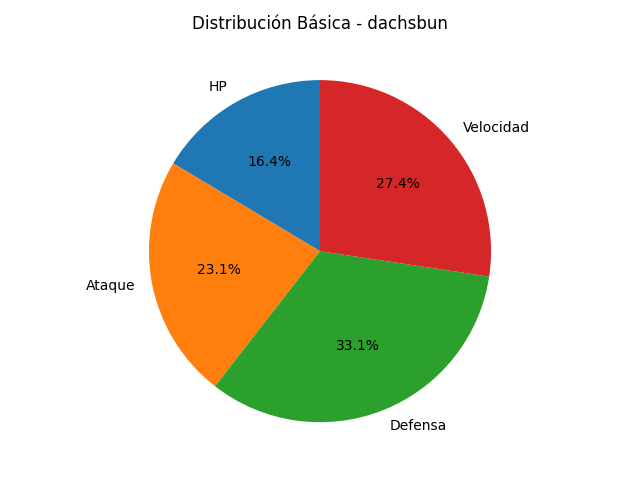 Distribución Básica - dachsbun
HP
Velocidad
16.4%
27.4%
23.1%
Ataque
33.1%
Defensa